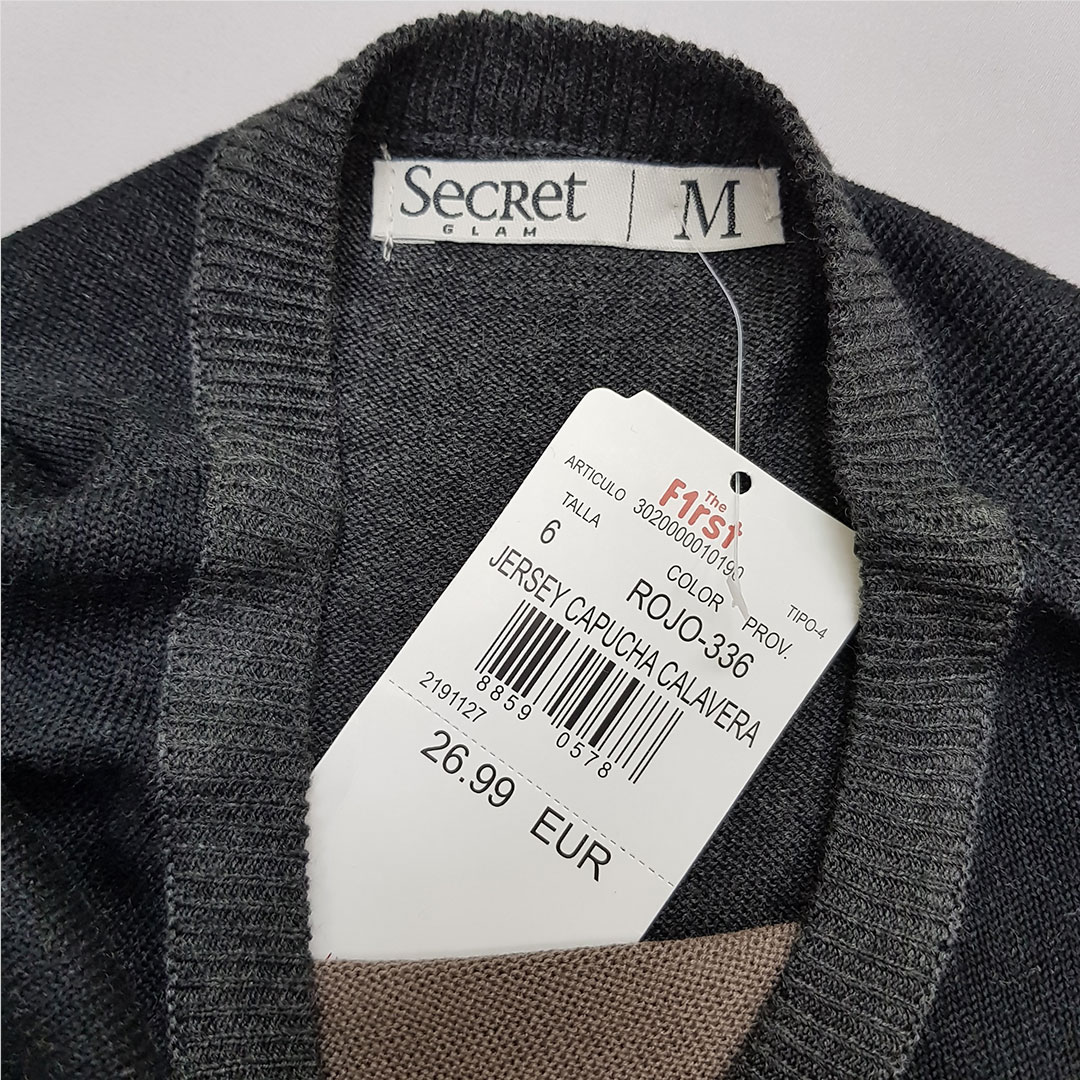 SecRet
GLAM
M
The
F1rst
ARTICULO 3020000010190
TALLA
6
COLOR
ROJO-336
PROV.
TIPO-4
JERSEY CAPUCHA CALAVERA
8859 0578
2191127
26.99 EUR